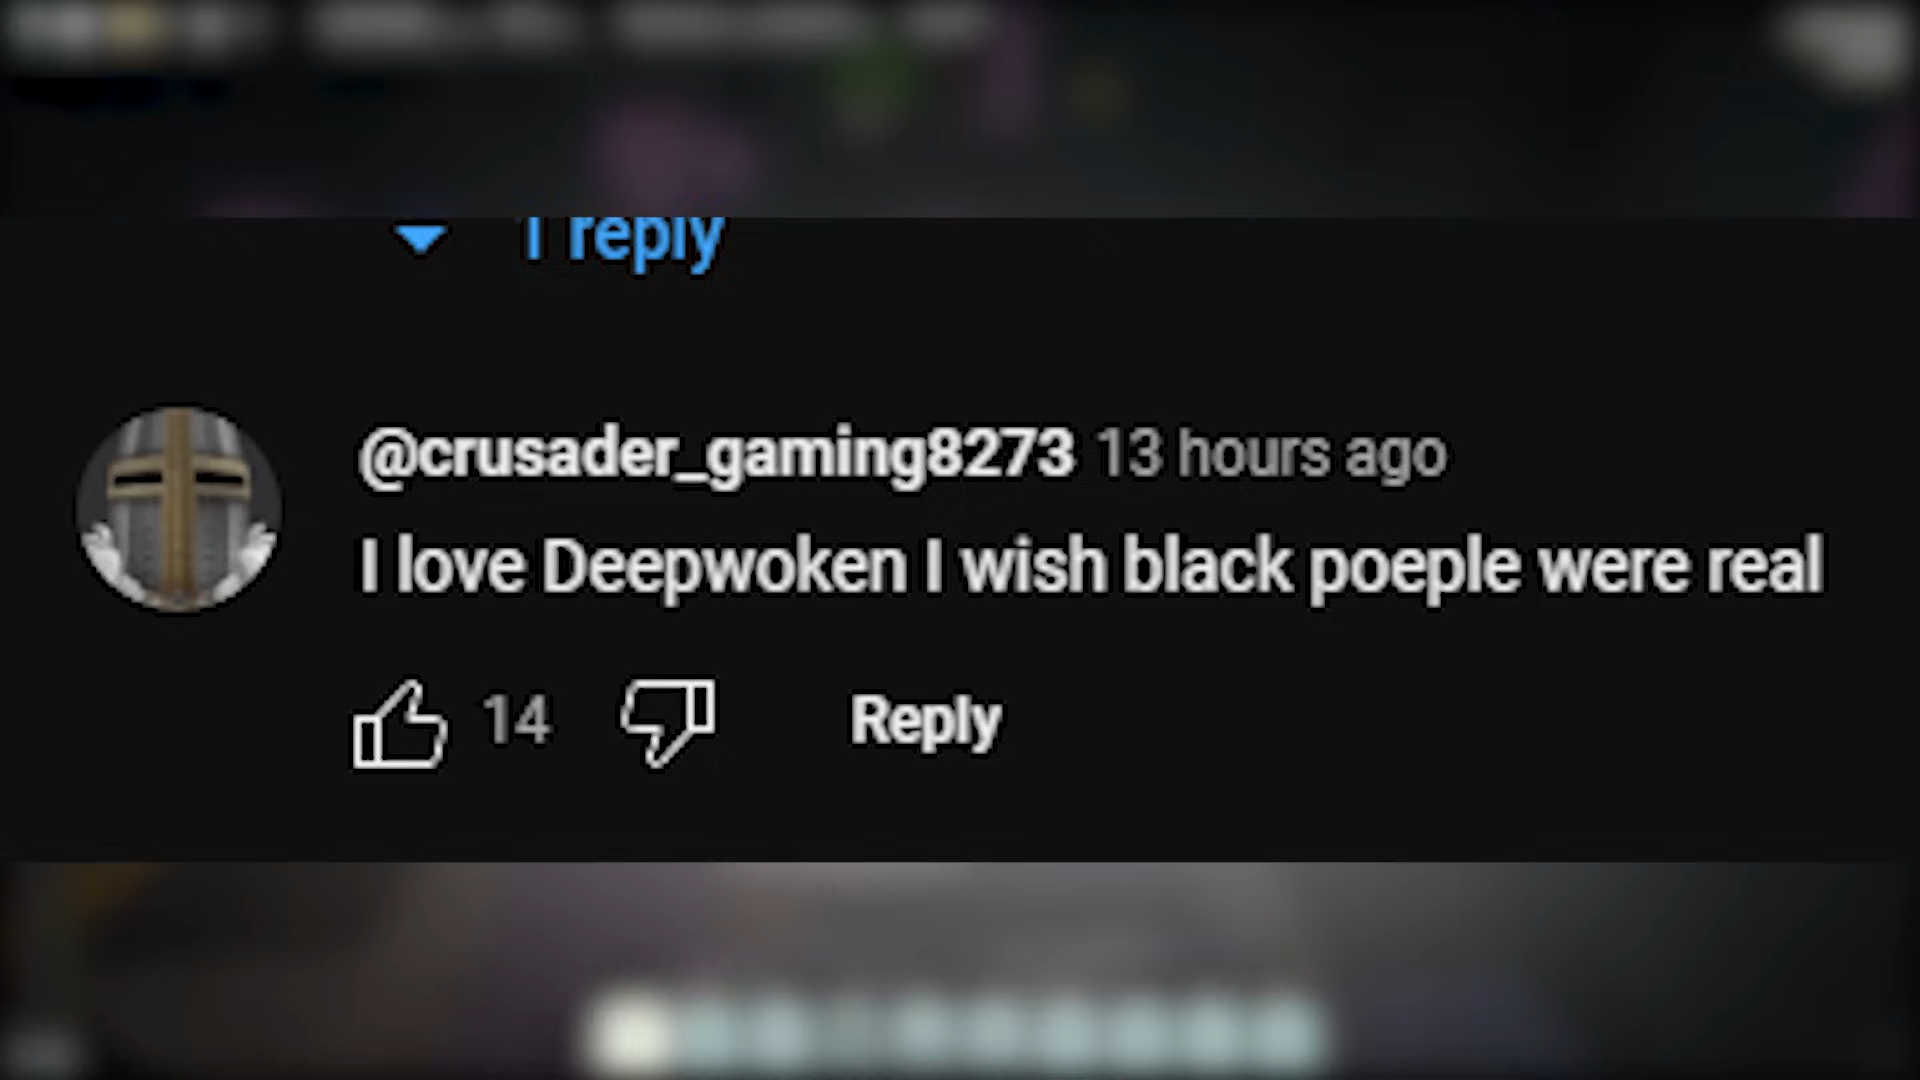 1 reply
@crusader_gaming8273 13 hours ago
I love Deepwoken I wish black poeple were real
14 Reply